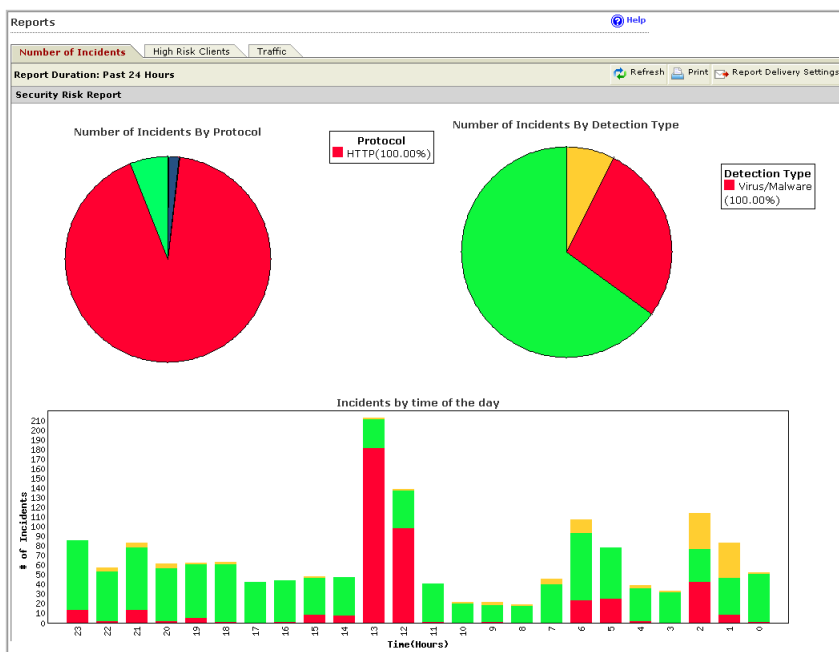 Reports
Help
Number of Incidents
High Risk Clients
Traffic
Report Duration: Past 24 Hours
Refresh
Print
Report Delivery Settings
Security Risk Report
Number of Incidents By Protocol
Protocol
HTTP(100.00%)
Number of Incidents By Detection Type
Detection Type
Virus/Malware
(100.00%)
Incidents by time of the day
# of Incidents
210
200
190
180
170
160
150
140
130
120
110
100
90
80
70
60
50
40
30
20
10
0
23 22 21 20 19 18 17 16 15 14 13 12 11 10 9 8 7 6 5 4 3 2 1 0
Time(Hours)